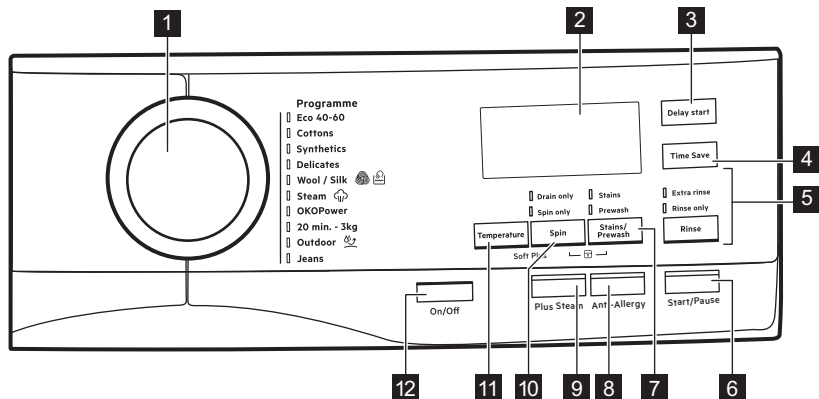 1
2
3
Programme
Eco 40-60
Cottons
Synthetics
Delicates
Wool / Silk
Steam
OKOPower
20 min. - 3kg
Outdoor
Jeans
Delay start
Time Save
4
5
Drain only
Stains
Extra rinse
Spin only
Prewash
Rinse only
Temperature
Spin
Stains/
Prewash
Rinse
Soft Plus
On/Off
Plus Steam
Anti-Allergy
Start/Pause
12
11
10
9
8
7
6